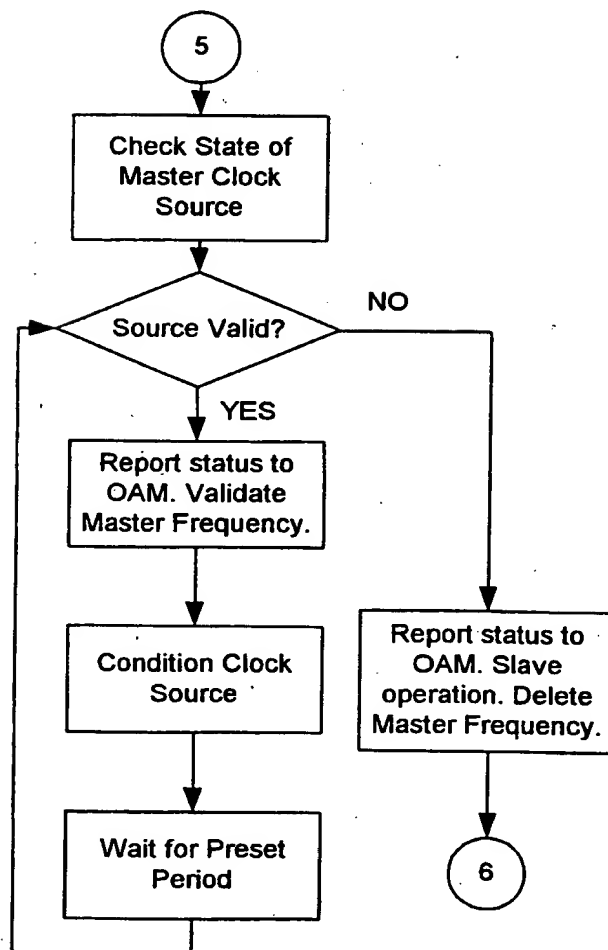 5
Check State of
Master Clock
Source
Source Valid?
NO
YES
Report status to
OAM. Validate
Master Frequency.
Condition Clock
Source
Wait for Preset
Period
Report status to
OAM. Slave
operation. Delete
Master Frequency.
6